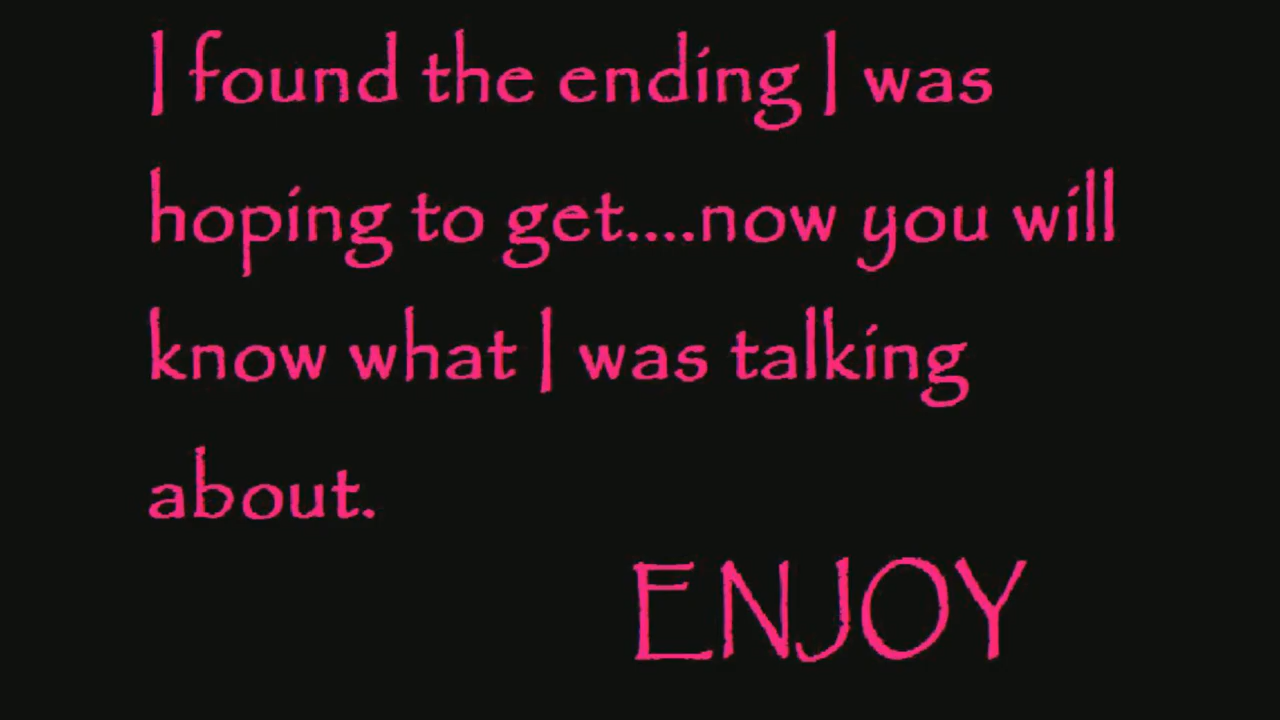 I found the ending I was
hoping to get....now you will
know what I was talking
about.
ENJOY